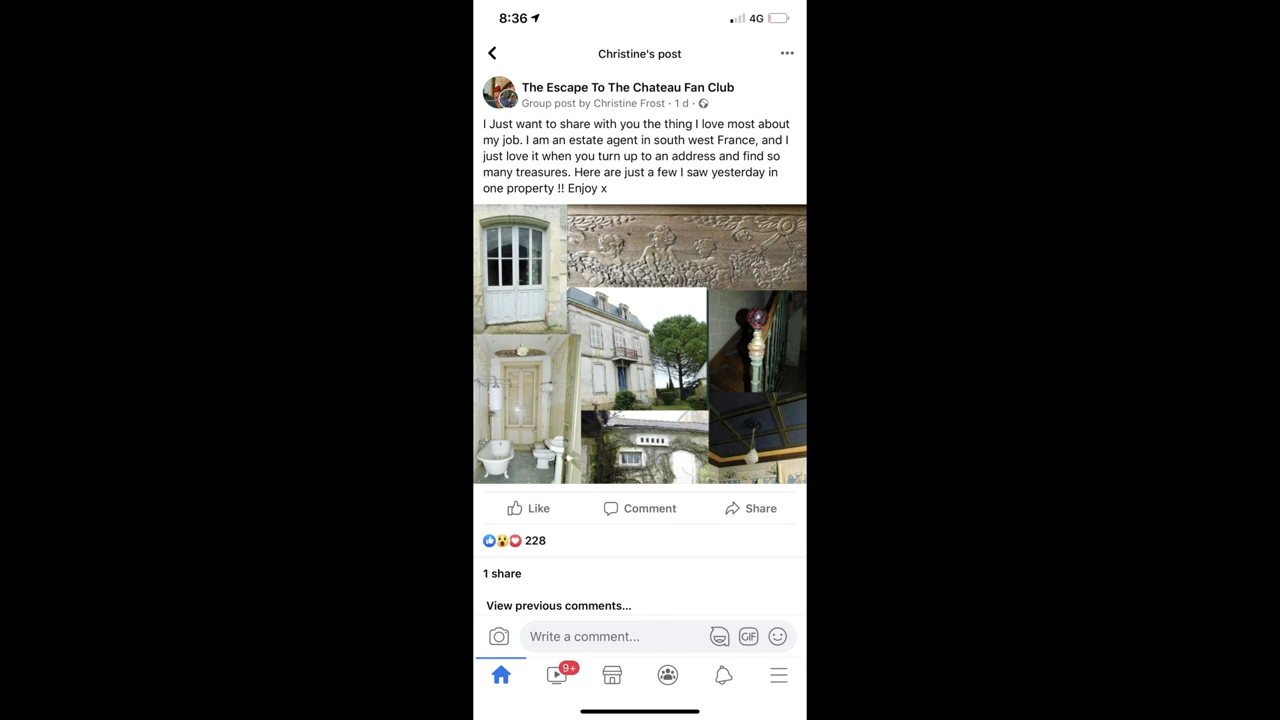 8:36
4G
Christine's post
The Escape To The Chateau Fan Club
Group post by Christine Frost · 1 d ·
I Just want to share with you the thing I love most about
my job. I am an estate agent in south west France, and I
just love it when you turn up to an address and find so
many treasures. Here are just a few I saw yesterday in
one property !! Enjoy x
Like
Comment
Share
228
1 share
View previous comments...
Write a comment...
GIF
9+